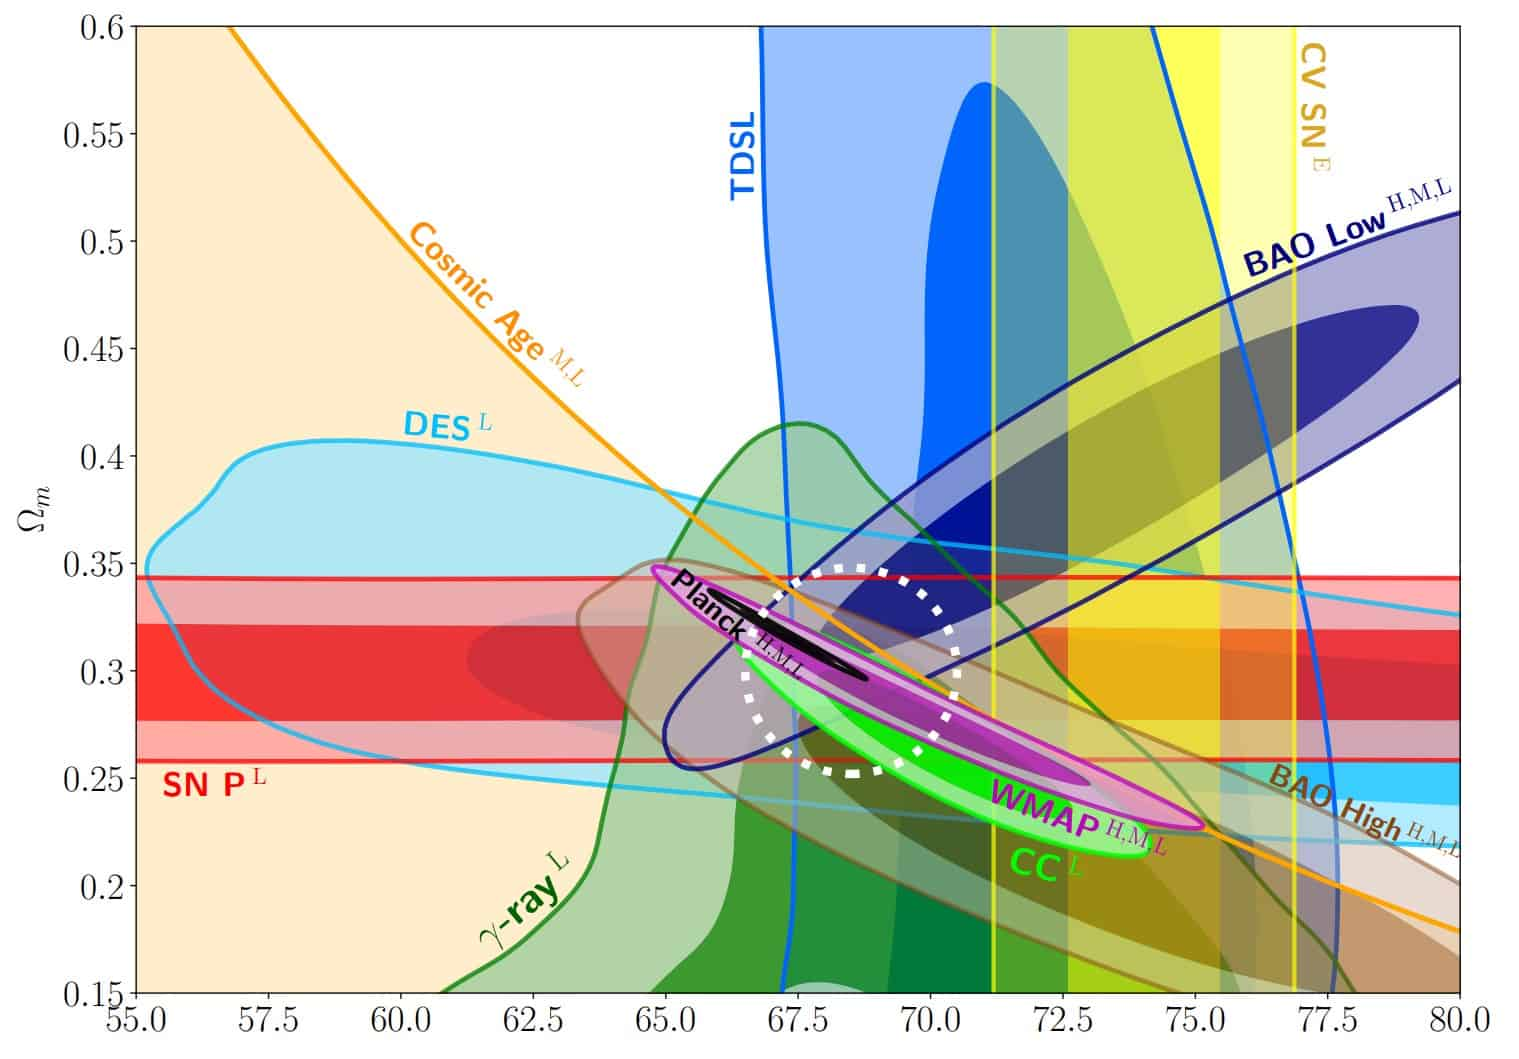 0.6
0.55
0.5
0.45
0.4
0.35
0.3
0.25
0.2
0.15
Ωm
55.0 57.5 60.0 62.5 65.0 67.5 70.0 72.5 75.0 77.5 80.0
TDSL
CV SN E
BAO Low H,M,L
Cosmic Age M,L
DES L
Planck H,M,L
SN P L
WMAP H,M,L
BAO High H,M,L
CC L
γ-ray L